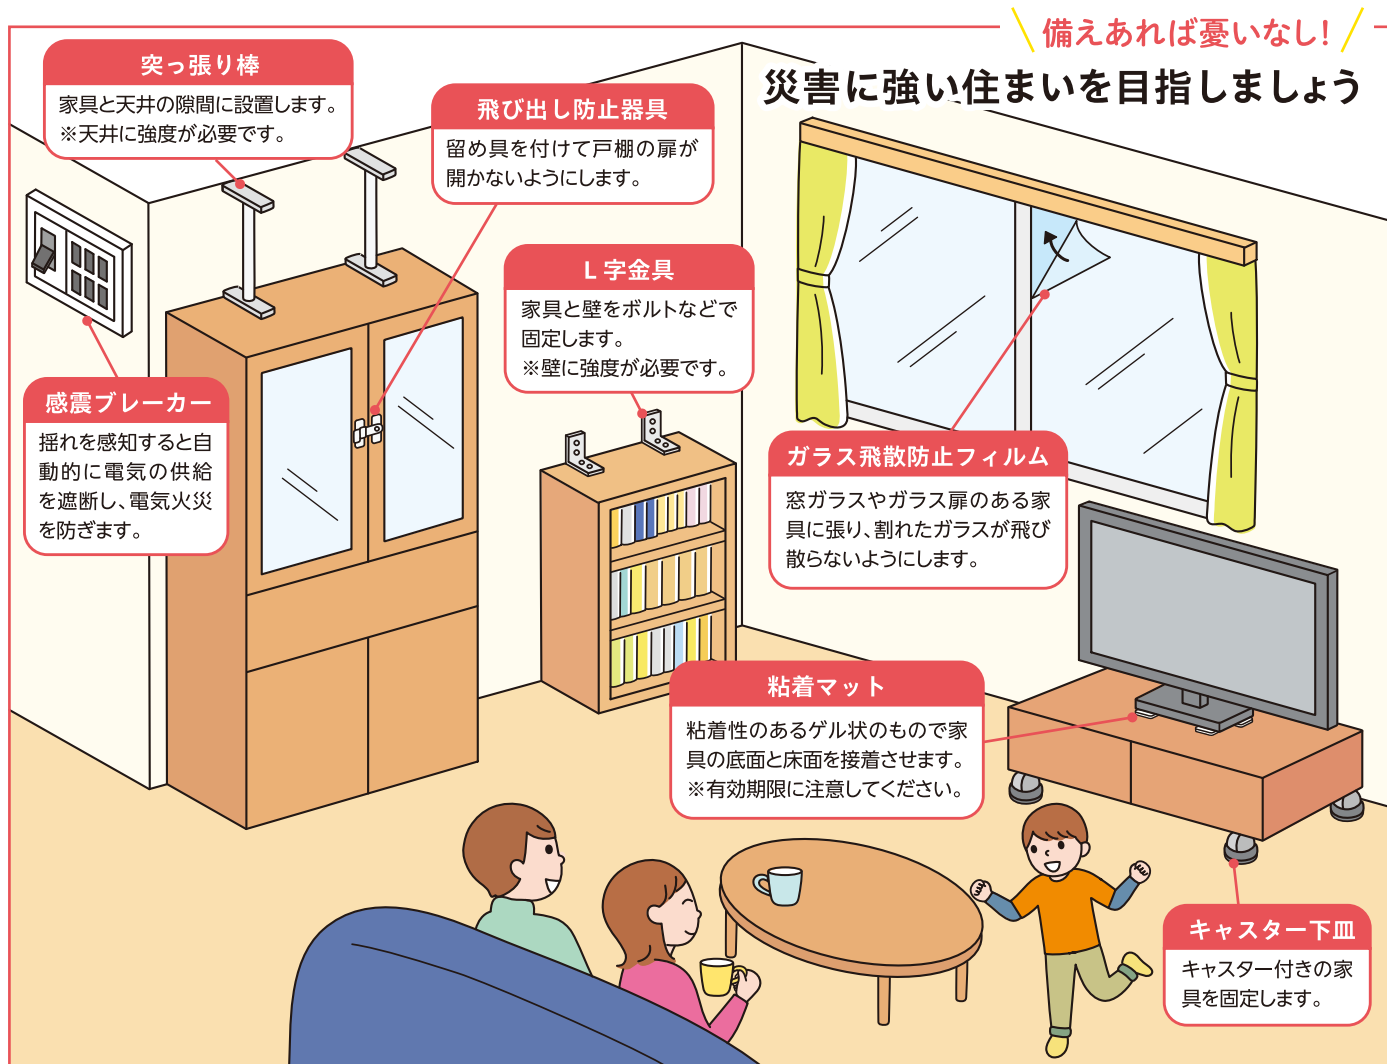 備えあれば憂いなし!
災害に強い住まいを目指しましょう
突っ張り棒
家具と天井の隙間に設置します。
※天井に強度が必要です。
飛び出し防止器具
留め具を付けて戸棚の扉が
開かないようにします。
L字金具
家具と壁をボルトなどで
固定します。
※壁に強度が必要です。
感震ブレーカー
揺れを感知すると自
動的に電気の供給
を遮断し、電気火災
を防ぎます。
ガラス飛散防止フィルム
窓ガラスやガラス扉のある家
具に張り、割れたガラスが飛び
散らないようにします。
粘着マット
粘着性のあるゲル状のもので家
具の底面と床面を接着させます。
※有効期限に注意してください。
キャスター下皿
キャスター付きの家
具を固定します。